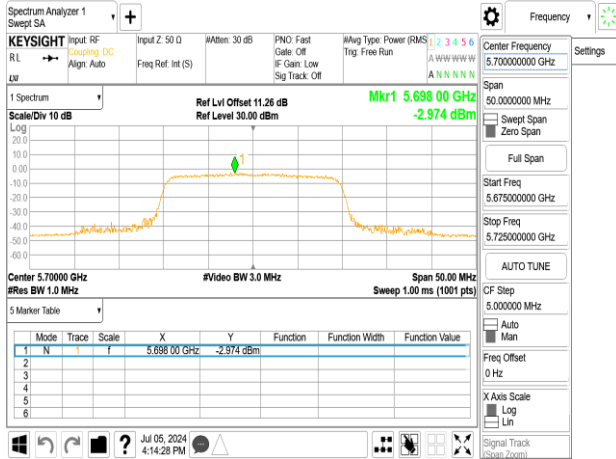 Spectrum Analyzer 1
Swept SA
Frequency
KEYSIGHT Input: RF Input Z: 50 Ω #Atten: 30 dB PNO: Fast #Avg Type: Power (RMS 1 2 3 4 5 6
RL Coupling: DC Gate: Off Trig: Free Run A W W W W W
Align: Auto Freq Ref: Int (S) IF Gain: Low
Sig Track: Off A N N N N N
LXI
1 Spectrum
Ref Lvl Offset 11.26 dB Mkr1 5.698 00 GHz
Scale/Div 10 dB Ref Level 30.00 dBm -2.974 dBm
Log
20.0
10.0
0.00
-10.0
-20.0
-30.0
-40.0
-50.0
-60.0
1
Center 5.70000 GHz #Video BW 3.0 MHz Span 50.00 MHz
#Res BW 1.0 MHz Sweep 1.00 ms (1001 pts)
5 Marker Table
Mode Trace Scale X Y Function Function Width Function Value
1 N 1 f 5.698 00 GHz -2.974 dBm
2
3
4
5
6
Jul 05, 2024
4:14:28 PM
?
Center Frequency
5.700000000 GHz
Settings
Span
50.0000000 MHz
Swept Span
Zero Span
Full Span
Start Freq
5.675000000 GHz
Stop Freq
5.725000000 GHz
AUTO TUNE
CF Step
5.000000 MHz
Auto
Man
Freq Offset
0 Hz
X Axis Scale
Log
Lin
Signal Track
(Span Zoom)